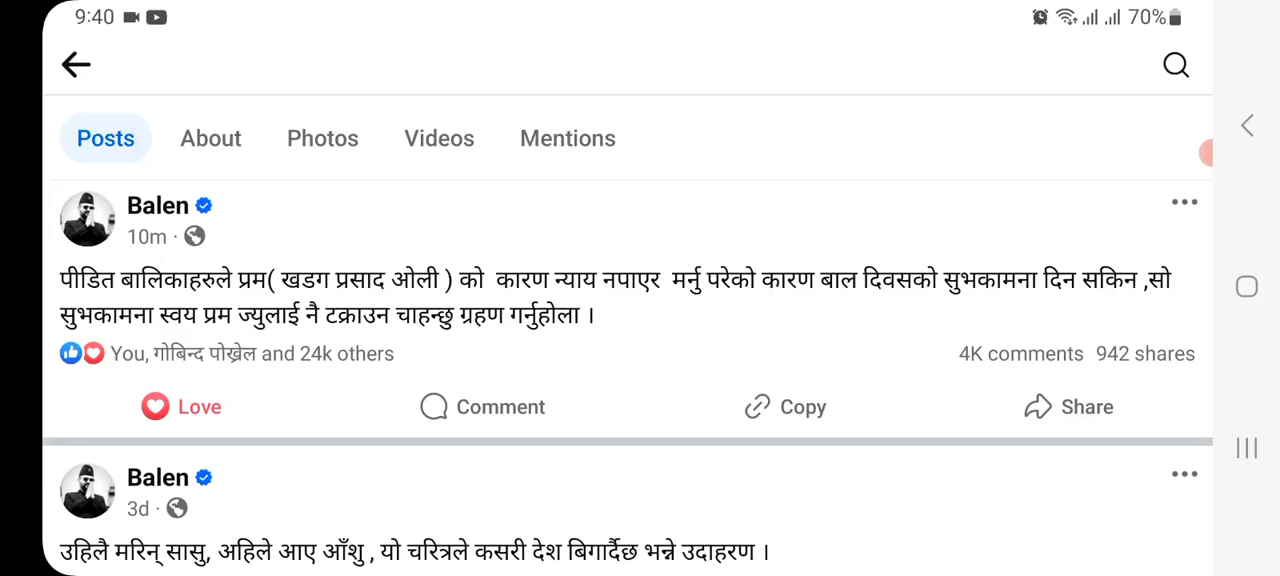 9:40
70%
Posts About Photos Videos Mentions
Balen
10m ·
पीडित बालिकाहरुले प्रम( खडग प्रसाद ओली ) को कारण न्याय नपाएर मर्नु परेको कारण बाल दिवसको सुभकामना दिन सकिन ,सो
सुभकामना स्वय प्रम ज्युलाई नै टक्राउन चाहन्छु ग्रहण गर्नुहोला ।
You, गोबिन्द पोख्रेल and 24k others 4K comments 942 shares
Love Comment Copy Share
Balen
3d ·
उहिलै मरिन् सासु, अहिले आए आँशु , यो चरित्रले कसरी देश बिगार्दैछ भन्ने उदाहरण ।